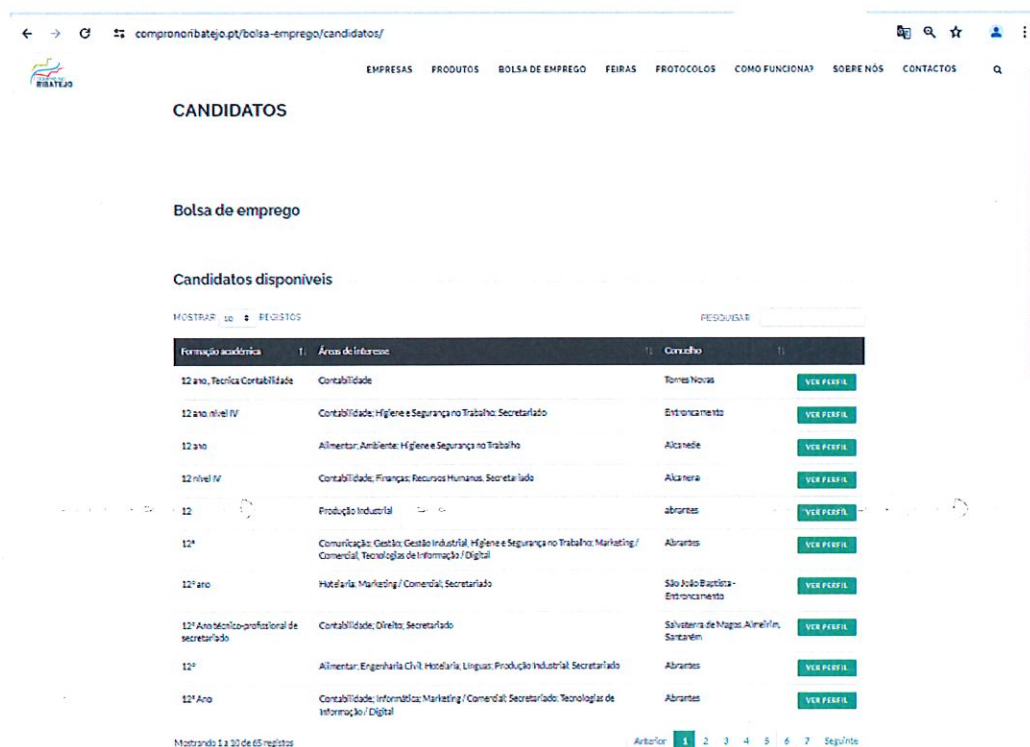 compronoribatejo.pt/bolsa-emprego/candidatos/
RIBATEJO
EMPRESAS PRODUTOS BOLSA DE EMPREGO FEIRAS PROTOCOLOS COMO FUNCIONA? SOBRE NÓS CONTACTOS
CANDIDATOS
Bolsa de emprego
Candidatos disponíveis
MOSTRAR 10 REGISTOS PESQUISAR
Formação académica Áreas de interesse Concelho
12 ano, Tecnica Contabilidade Contabilidade Torres Novas VER PERFIL
12 ano nível IV Contabilidade; Higiene e Segurança no Trabalho; Secretariado Entroncamento VER PERFIL
12 ano Alimentar; Ambiente; Higiene e Segurança no Trabalho Alcanede VER PERFIL
12 nível IV Contabilidade; Finanças; Recursos Humanos; Secretariado Alcanena VER PERFIL
12 Produção Industrial abrantes VER PERFIL
12º Comunicação; Gestão; Gestão Industrial; Higiene e Segurança no Trabalho; Marketing / Abrantes VER PERFIL
Comercial; Tecnologias de Informação / Digital
12º ano Hotelaria; Marketing / Comercial; Secretariado São João Baptista - VER PERFIL
Entroncamento
12º Ano técnico-profissional de Contabilidade; Direito; Secretariado Salvaterra de Magos, Almeirim, VER PERFIL
secretariado Santarém
12º Alimentar; Engenharia Civil; Hotelaria; Línguas; Produção Industrial; Secretariado Abrantes VER PERFIL
12º Ano Contabilidade; Informática; Marketing / Comercial; Secretariado; Tecnologias de Abrantes VER PERFIL
Informação / Digital
Mostrando 1 a 10 de 65 registos Anterior 1 2 3 4 5 6 7 Seguinte